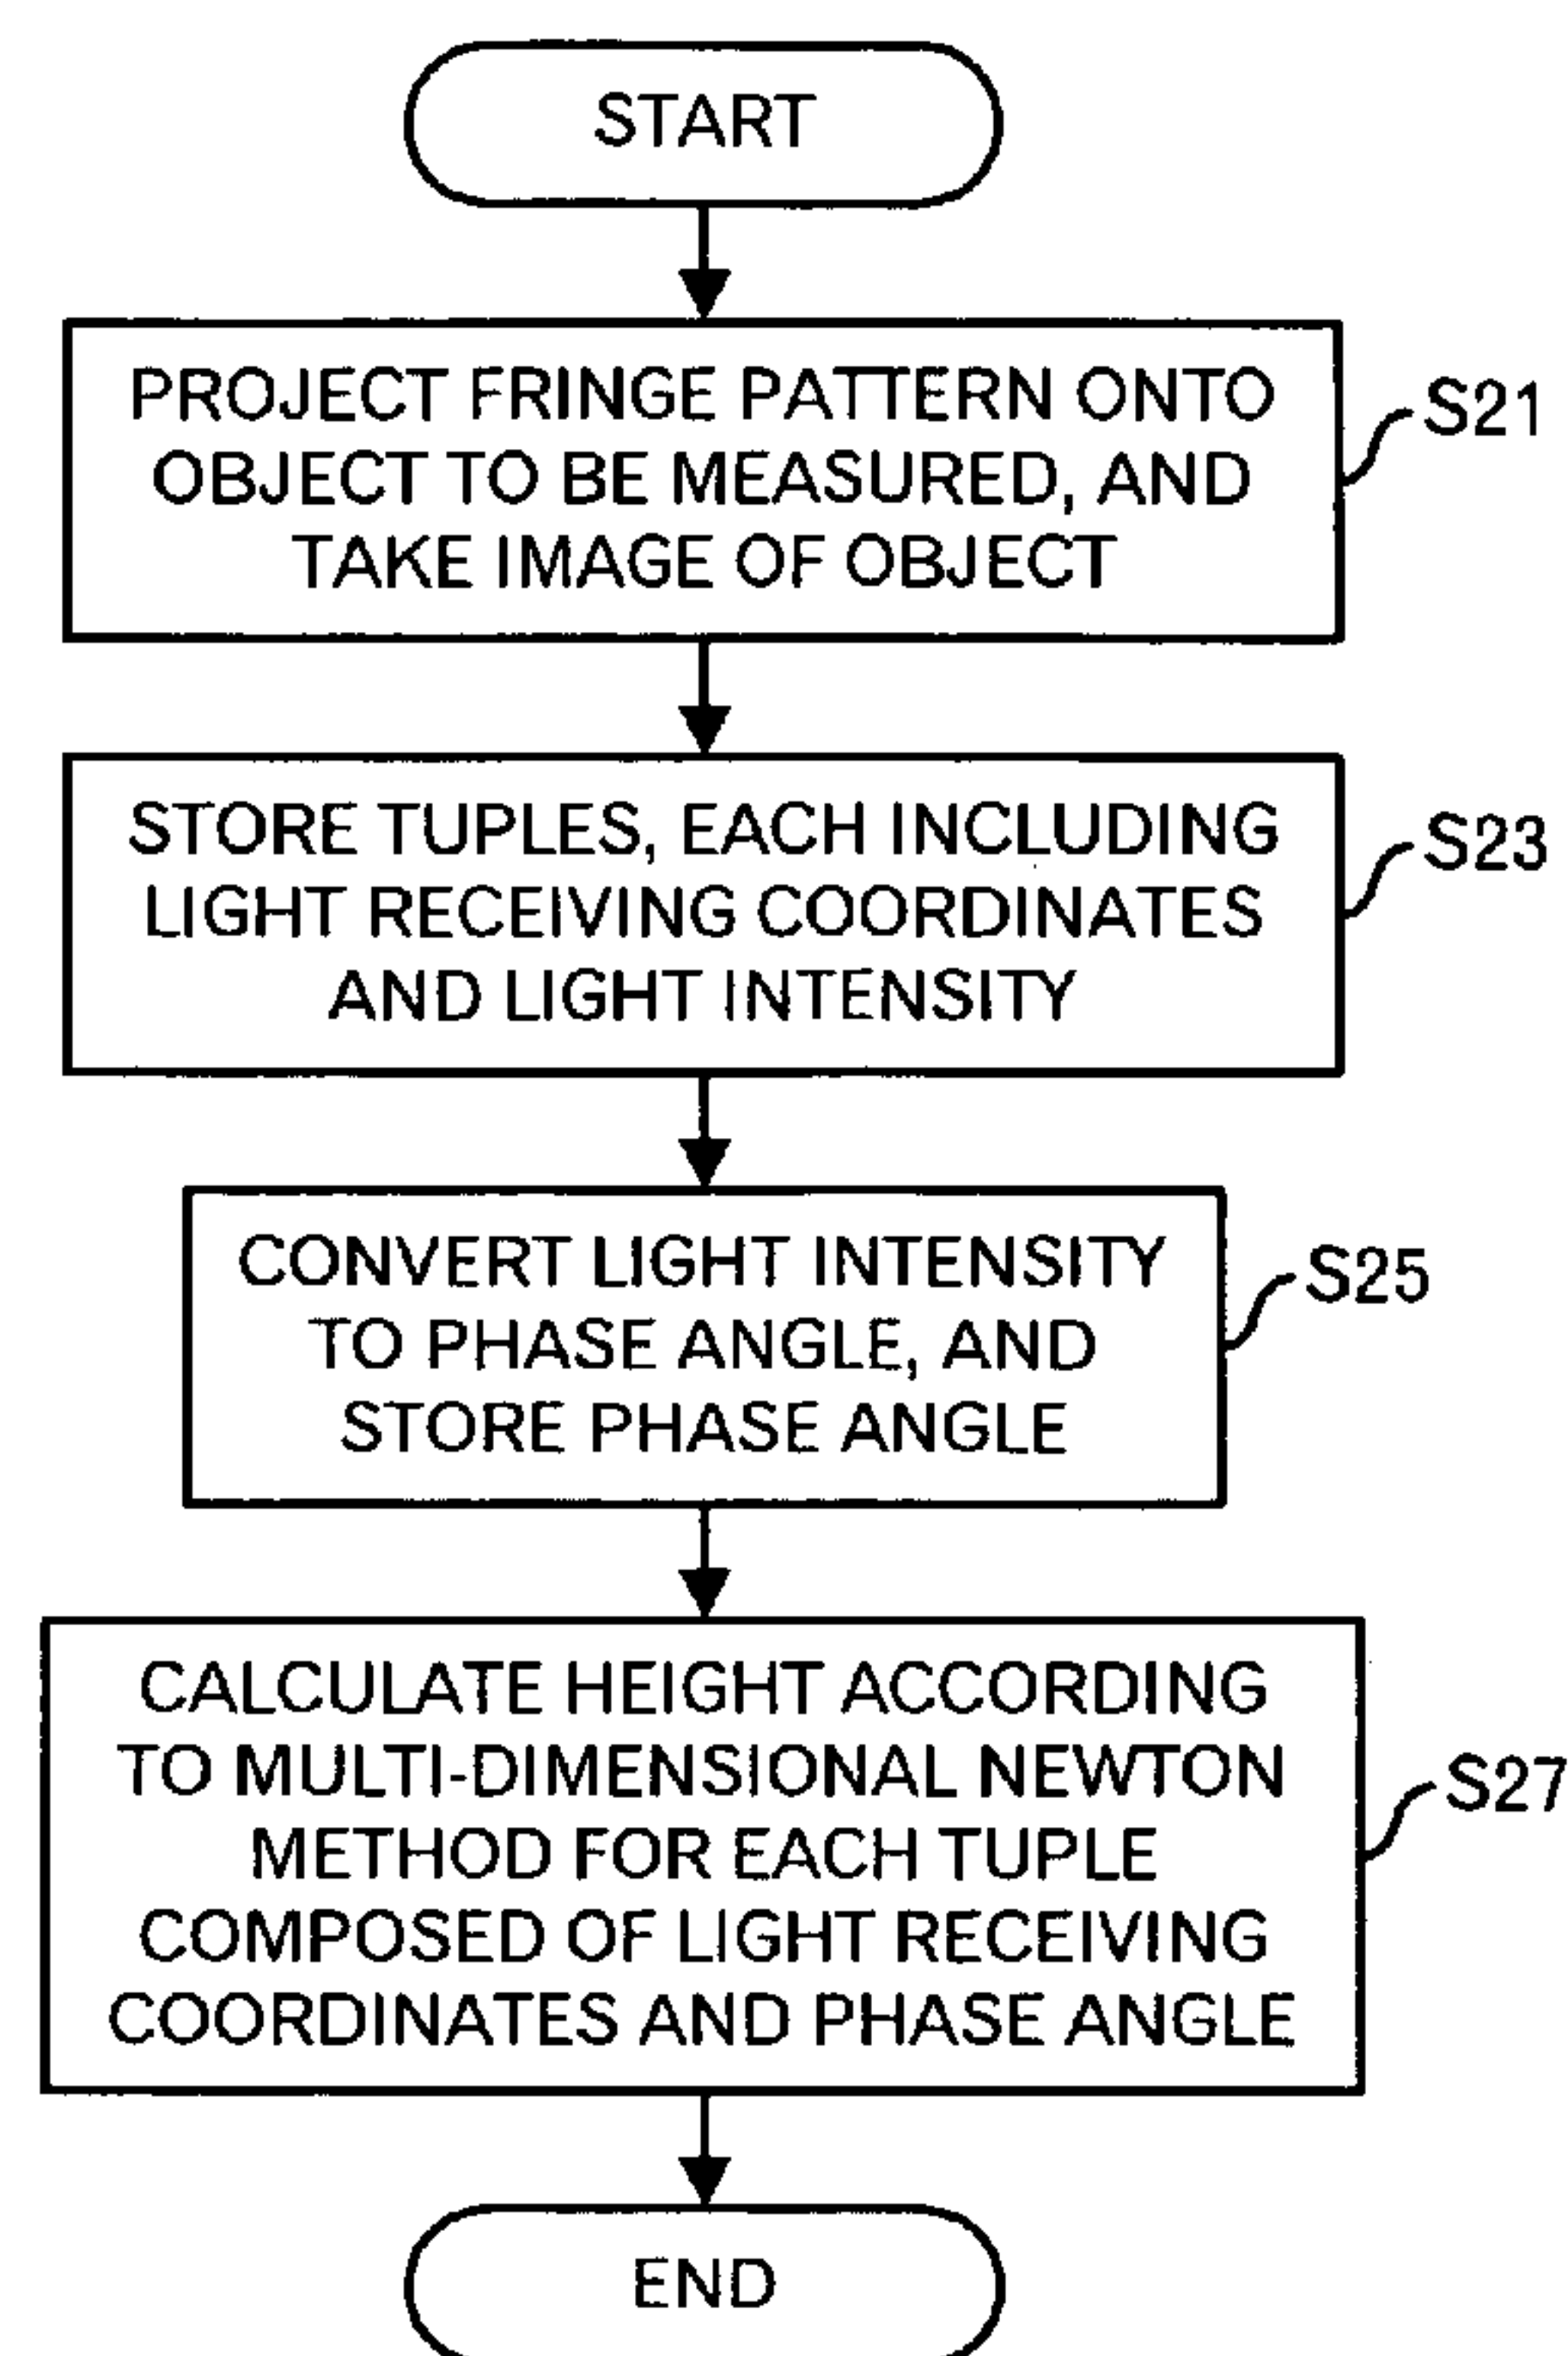 START
PROJECT FRINGE PATTERN ONTO
OBJECT TO BE MEASURED, AND
TAKE IMAGE OF OBJECT
S21
STORE TUPLES, EACH INCLUDING
LIGHT RECEIVING COORDINATES
AND LIGHT INTENSITY
S23
CONVERT LIGHT INTENSITY
TO PHASE ANGLE, AND
STORE PHASE ANGLE
S25
CALCULATE HEIGHT ACCORDING
TO MULTI-DIMENSIONAL NEWTON
METHOD FOR EACH TUPLE
COMPOSED OF LIGHT RECEIVING
COORDINATES AND PHASE ANGLE
S27
END